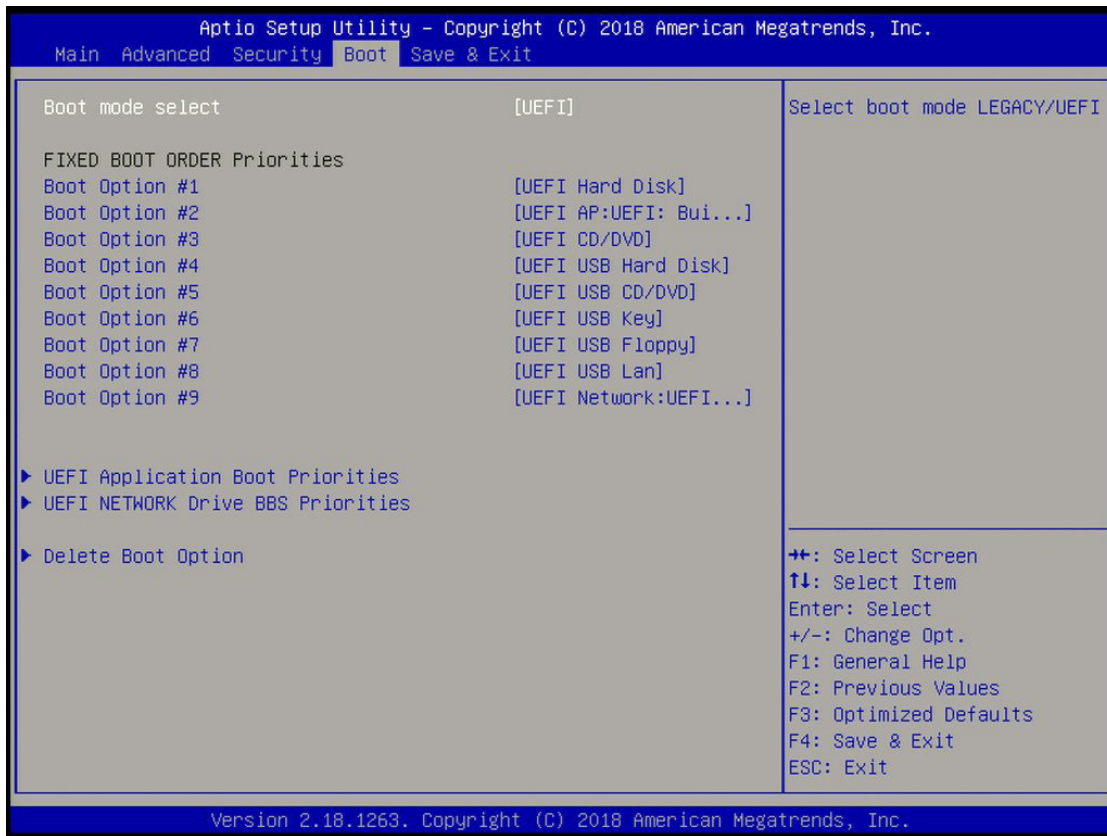 Aptio Setup Utility – Copyright (C) 2018 American Megatrends, Inc.
Main Advanced Security Boot Save & Exit
Boot mode select [UEFI]
Select boot mode LEGACY/UEFI
FIXED BOOT ORDER Priorities
Boot Option #1 [UEFI Hard Disk]
Boot Option #2 [UEFI AP:UEFI: Bui...]
Boot Option #3 [UEFI CD/DVD]
Boot Option #4 [UEFI USB Hard Disk]
Boot Option #5 [UEFI USB CD/DVD]
Boot Option #6 [UEFI USB Key]
Boot Option #7 [UEFI USB Floppy]
Boot Option #8 [UEFI USB Lan]
Boot Option #9 [UEFI Network:UEFI...]
UEFI Application Boot Priorities
UEFI NETWORK Drive BBS Priorities
Delete Boot Option
→←: Select Screen
↑↓: Select Item
Enter: Select
+/-: Change Opt.
F1: General Help
F2: Previous Values
F3: Optimized Defaults
F4: Save & Exit
ESC: Exit
Version 2.18.1263. Copyright (C) 2018 American Megatrends, Inc.